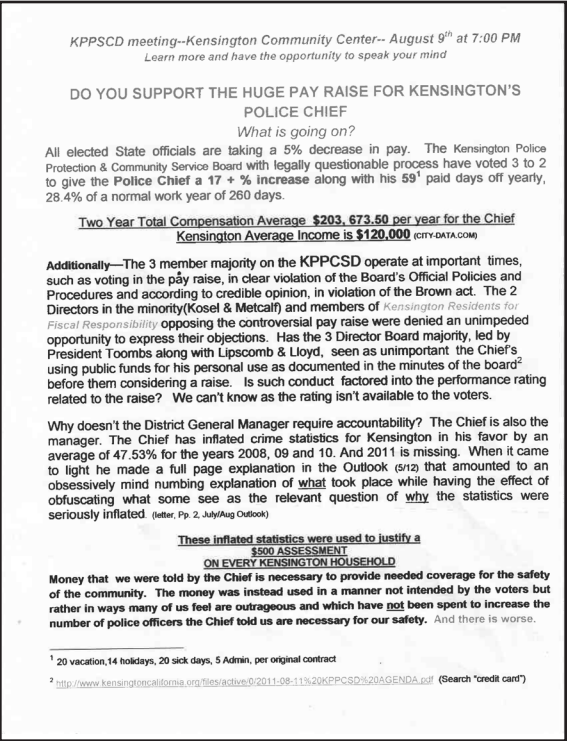 KPPSCD meeting--Kensington Community Center-- August 9th at 7:00 PM
Learn more and have the opportunity to speak your mind
DO YOU SUPPORT THE HUGE PAY RAISE FOR KENSINGTON'S
POLICE CHIEF
What is going on?
All elected State officials are taking a 5% decrease in pay. The Kensington Police
Protection & Community Service Board with legally questionable process have voted 3 to 2
to give the Police Chief a 17 + % increase along with his 59¹ paid days off yearly,
28.4% of a normal work year of 260 days.
Two Year Total Compensation Average $203, 673.50 per year for the Chief
Kensington Average Income is $120,000 (CITY-DATA.COM)
Additionally—The 3 member majority on the KPPCSD operate at important times,
such as voting in the pay raise, in clear violation of the Board's Official Policies and
Procedures and according to credible opinion, in violation of the Brown act. The 2
Directors in the minority(Kosel & Metcalf) and members of Kensington Residents for
Fiscal Responsibility opposing the controversial pay raise were denied an unimpeded
opportunity to express their objections. Has the 3 Director Board majority, led by
President Toombs along with Lipscomb & Lloyd, seen as unimportant the Chief's
using public funds for his personal use as documented in the minutes of the board²
before them considering a raise. Is such conduct factored into the performance rating
related to the raise? We can't know as the rating isn't available to the voters.
Why doesn't the District General Manager require accountability? The Chief is also the
manager. The Chief has inflated crime statistics for Kensington in his favor by an
average of 47.53% for the years 2008, 09 and 10. And 2011 is missing. When it came
to light he made a full page explanation in the Outlook (5/12) that amounted to an
obsessively mind numbing explanation of what took place while having the effect of
obfuscating what some see as the relevant question of why the statistics were
seriously inflated. (letter, Pp. 2, July/Aug Outlook)
These inflated statistics were used to justify a
$500 ASSESSMENT
ON EVERY KENSINGTON HOUSEHOLD
Money that we were told by the Chief is necessary to provide needed coverage for the safety
of the community. The money was instead used in a manner not intended by the voters but
rather in ways many of us feel are outrageous and which have not been spent to increase the
number of police officers the Chief told us are necessary for our safety. And there is worse.
¹ 20 vacation,14 holidays, 20 sick days, 5 Admin, per original contract
² http://www.kensingtoncalifornia.org/files/active/0/2011-08-11%20KPPCSD%20AGENDA.pdf (Search "credit card")